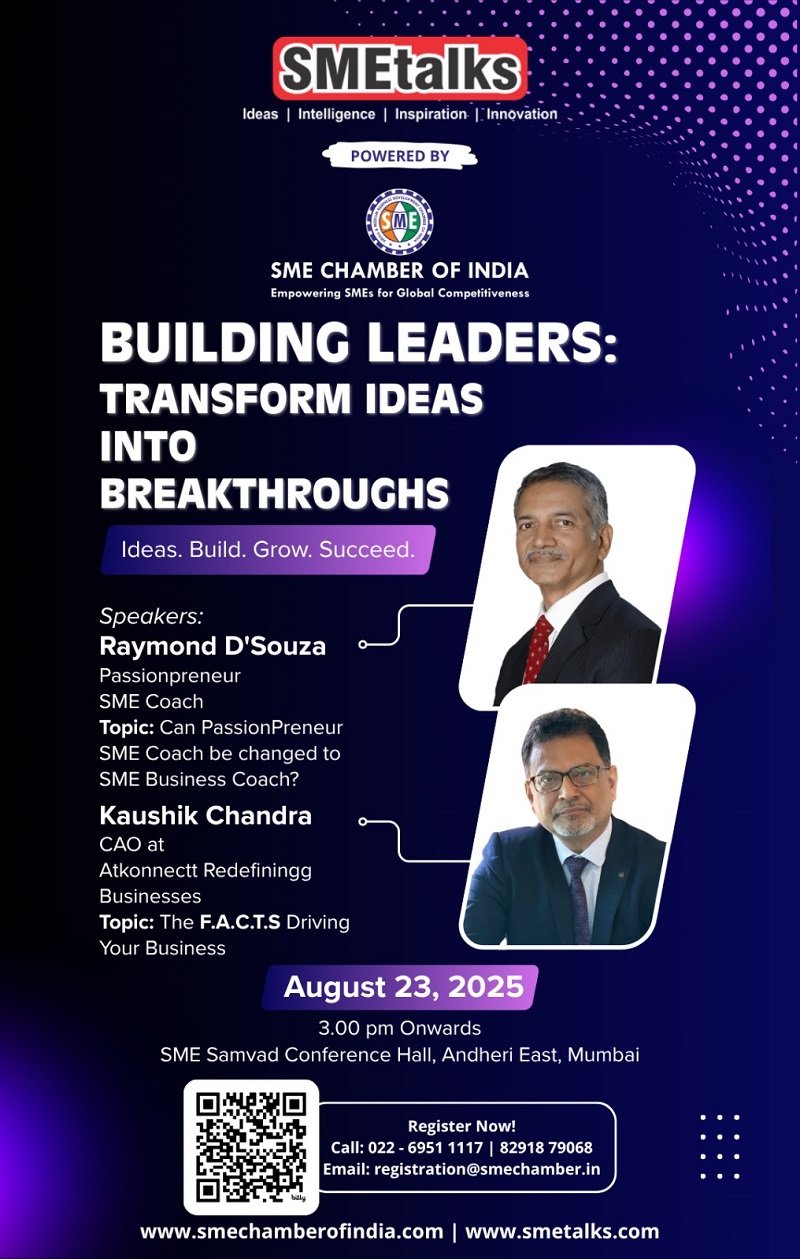 SMEtalks
Ideas | Intelligence | Inspiration | Innovation
POWERED BY
SME
SME CHAMBER OF INDIA
Empowering SMEs for Global Competitiveness
BUILDING LEADERS:
TRANSFORM IDEAS
INTO
BREAKTHROUGHS
Ideas. Build. Grow. Succeed.
Speakers:
Raymond D'Souza
Passionpreneur
SME Coach
Topic: Can PassionPreneur
SME Coach be changed to
SME Business Coach?
Kaushik Chandra
CAO at
Atkonnectt Redefiningg
Businesses
Topic: The F.A.C.T.S Driving
Your Business
August 23, 2025
3.00 pm Onwards
SME Samvad Conference Hall, Andheri East, Mumbai
bitly
Register Now!
Call: 022 - 6951 1117 | 82918 79068
Email: registration@smechamber.in
www.smechamberofindia.com | www.smetalks.com